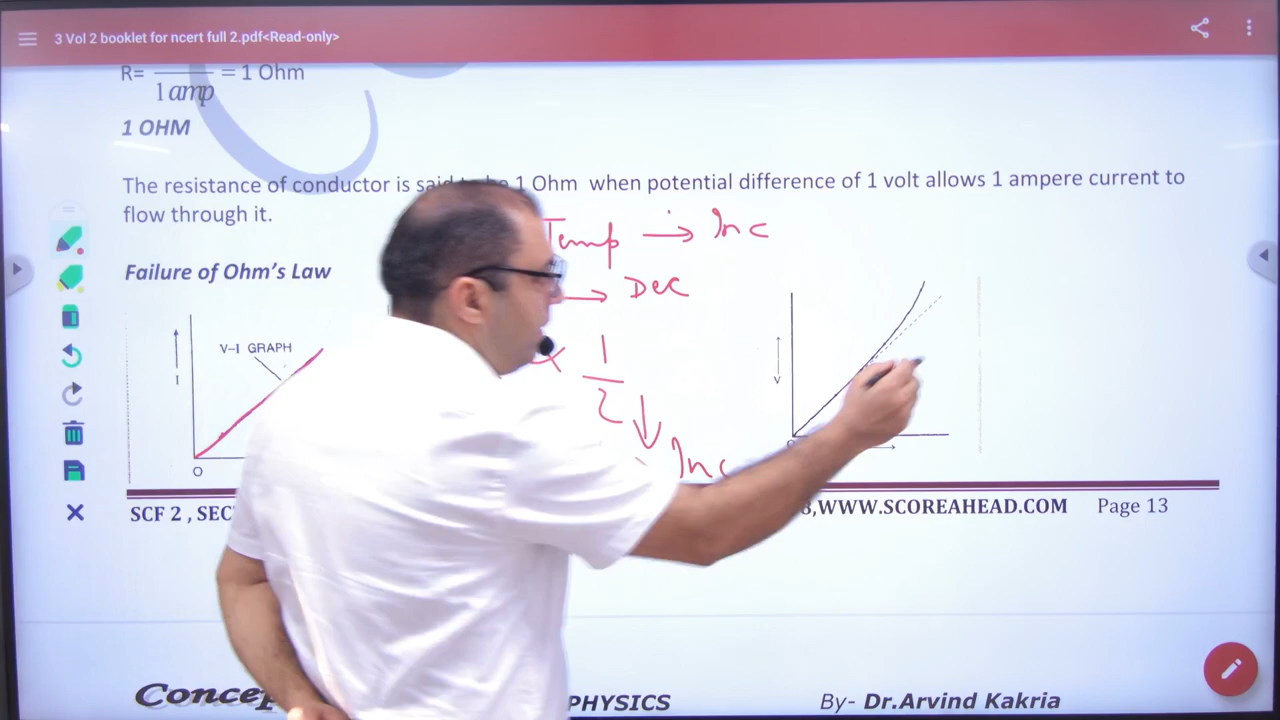 3 Vol 2 booklet for ncert full 2.pdf<Read-only>
R= 1 amp = 1 Ohm
1 OHM
The resistance of conductor is said to be 1 Ohm when potential difference of 1 volt allows 1 ampere current to
flow through it.
Temp → Inc
Failure of Ohm's Law
→ Dec
V-I GRAPH
I
O
∝ 1/2 ↓ Inc
V
SCF 2 , SEC
,WWW.SCOREAHEAD.COM Page 13
PHYSICS
By- Dr.Arvind Kakria